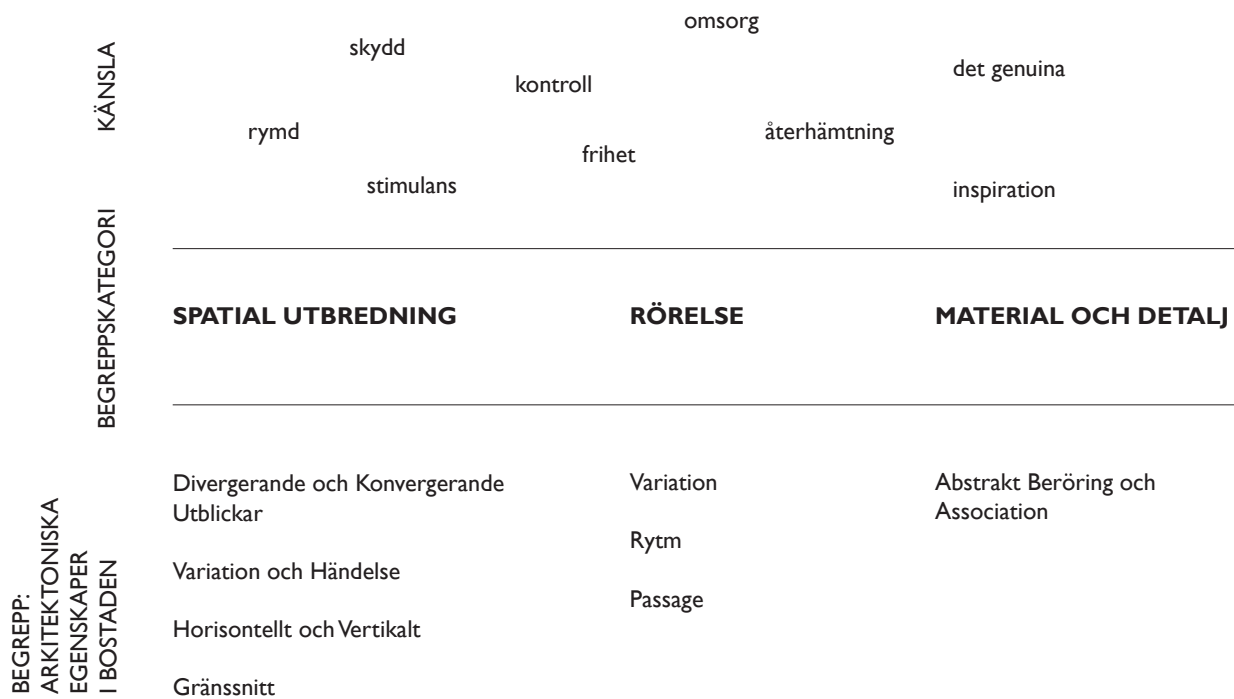 KÄNSLA
omsorg
skydd
det genuina
kontroll
rymd
återhämtning
frihet
stimulans
inspiration
BEGREPPSKATEGORI
SPATIAL UTBREDNING
RÖRELSE
MATERIAL OCH DETALJ
BEGREPP:
ARKITEKTONISKA
EGENSKAPER
I BOSTADEN
Divergerande och Konvergerande
Utblickar
Variation och Händelse
Horisontellt och Vertikalt
Gränssnitt
Variation
Rytm
Passage
Abstrakt Beröring och
Association